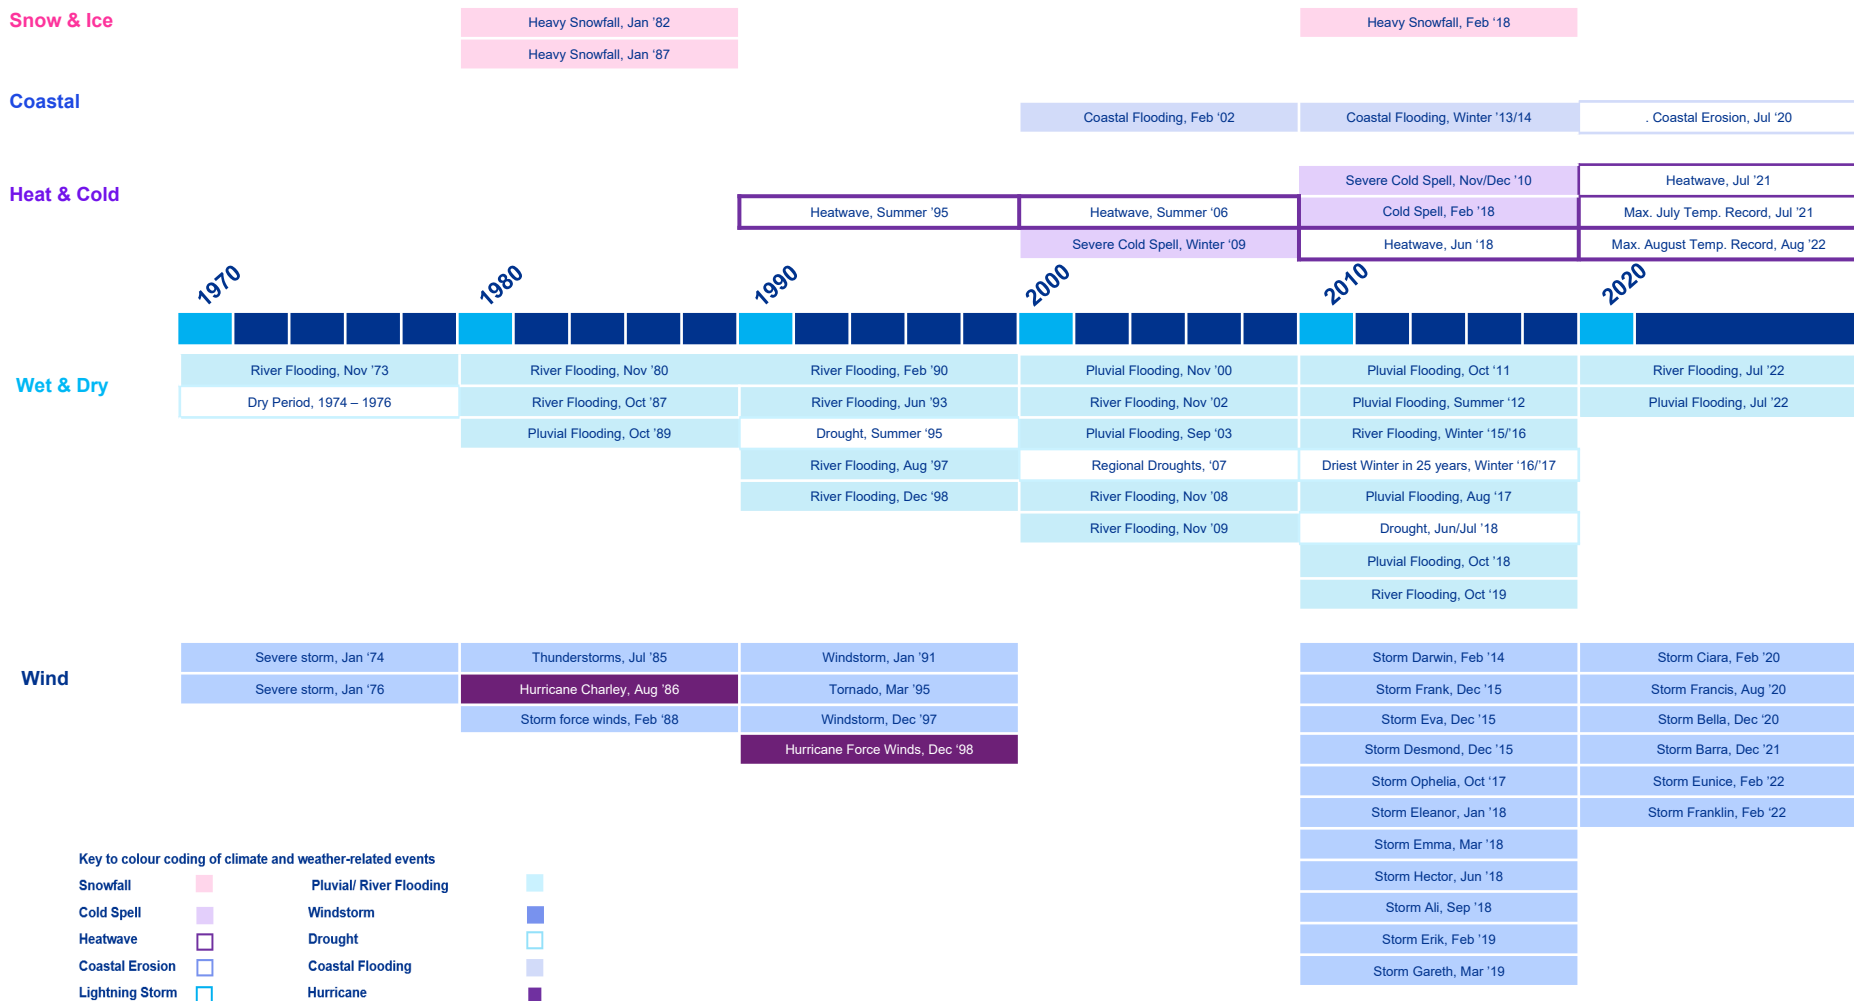 Snow & Ice
Heavy Snowfall, Jan ’82
Heavy Snowfall, Feb ‘18
Heavy Snowfall, Jan ‘87
Coastal
Coastal Flooding, Feb ‘02
Coastal Flooding, Winter ’13/14
. Coastal Erosion, Jul ‘20
Heat & Cold
Severe Cold Spell, Nov/Dec ’10
Heatwave, Jul ’21
Heatwave, Summer ’95
Heatwave, Summer ‘06
Cold Spell, Feb ’18
Max. July Temp. Record, Jul ’21
Severe Cold Spell, Winter ‘09
Heatwave, Jun ‘18
Max. August Temp. Record, Aug ’22
1970
1980
1990
2000
2010
2020
Wet & Dry
River Flooding, Nov ‘73
River Flooding, Nov ’80
River Flooding, Feb ’90
Pluvial Flooding, Nov ’00
Pluvial Flooding, Oct ’11
River Flooding, Jul ’22
Dry Period, 1974 – 1976
River Flooding, Oct ’87
River Flooding, Jun ’93
River Flooding, Nov ’02
Pluvial Flooding, Summer ‘12
Pluvial Flooding, Jul ’22
Pluvial Flooding, Oct ’89
Drought, Summer ’95
Pluvial Flooding, Sep ‘03
River Flooding, Winter ‘15/’16
River Flooding, Aug ’97
Regional Droughts, ‘07
Driest Winter in 25 years, Winter ‘16/’17
River Flooding, Dec ’98
River Flooding, Nov ’08
Pluvial Flooding, Aug ‘17
River Flooding, Nov ’09
Drought, Jun/Jul ’18
Pluvial Flooding, Oct ’18
River Flooding, Oct ’19
Wind
Severe storm, Jan ‘74
Thunderstorms, Jul ’85
Windstorm, Jan ’91
Storm Darwin, Feb ’14
Storm Ciara, Feb ’20
Severe storm, Jan ‘76
Hurricane Charley, Aug ’86
Tornado, Mar ’95
Storm Frank, Dec ’15
Storm Francis, Aug ’20
Storm force winds, Feb ‘88
Windstorm, Dec ’97
Storm Eva, Dec ’15
Storm Bella, Dec ‘20
Hurricane Force Winds, Dec ‘98
Storm Desmond, Dec ’15
Storm Barra, Dec ’21
Storm Ophelia, Oct ‘17
Storm Eunice, Feb ’22
Storm Eleanor, Jan ’18
Storm Franklin, Feb ‘22
Storm Emma, Mar ‘18
Storm Hector, Jun ‘18
Storm Ali, Sep ‘18
Storm Erik, Feb ‘19
Storm Gareth, Mar ‘19
Key to colour coding of climate and weather-related events
Snowfall
Pluvial/ River Flooding
Cold Spell
Windstorm
Heatwave
Drought
Coastal Erosion
Coastal Flooding
Lightning Storm
Hurricane